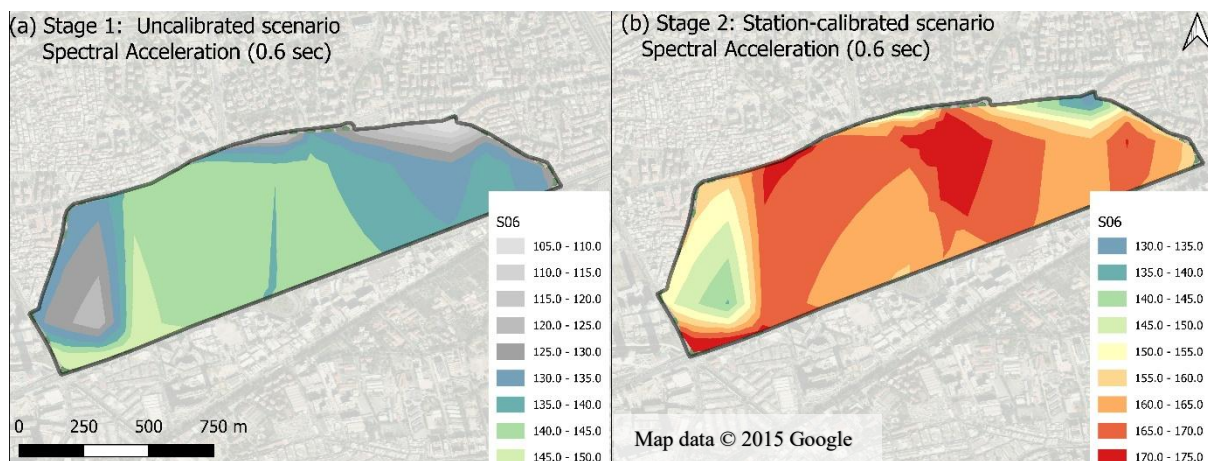 (a) Stage 1: Uncalibrated scenario
Spectral Acceleration (0.6 sec)
S06
105.0 - 110.0
110.0 - 115.0
115.0 - 120.0
120.0 - 125.0
125.0 - 130.0
130.0 - 135.0
135.0 - 140.0
140.0 - 145.0
145.0 - 150.0
0 250 500 750 m
(b) Stage 2: Station-calibrated scenario
Spectral Acceleration (0.6 sec)
S06
130.0 - 135.0
135.0 - 140.0
140.0 - 145.0
145.0 - 150.0
150.0 - 155.0
155.0 - 160.0
160.0 - 165.0
165.0 - 170.0
170.0 - 175.0
Map data © 2015 Google